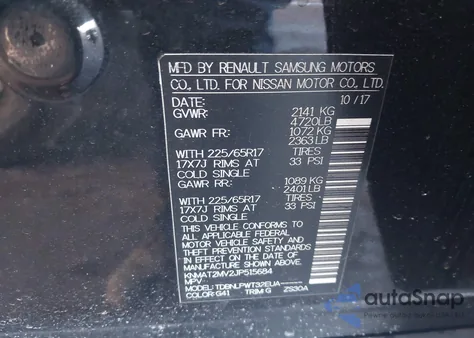 MFD BY RENAULT SAMSUNG MOTORS
CO., LTD. FOR NISSAN MOTOR CO., LTD.
DATE: 10/17
GVWR: 2141 KG
4720LB
GAWR FR: 1072 KG
2363LB
WITH 225/65R17 TIRES
17X7J RIMS AT 33 PSI
COLD SINGLE
GAWR RR: 1089 KG
2401LB
WITH 225/65R17 TIRES
17X7J RIMS AT 33 PSI
COLD SINGLE
THIS VEHICLE CONFORMS TO
ALL APPLICABLE FEDERAL
MOTOR VEHICLE SAFETY AND
THEFT PREVENTION STANDARDS
IN EFFECT ON THE DATE OF
MANUFACTURE SHOWN ABOVE.
KNMAT2MV2JP515684
MPV
MODEL: TDBNLPWT32EUA-----
COLOR: G41 TRIM: G ZS30A
autoSnap